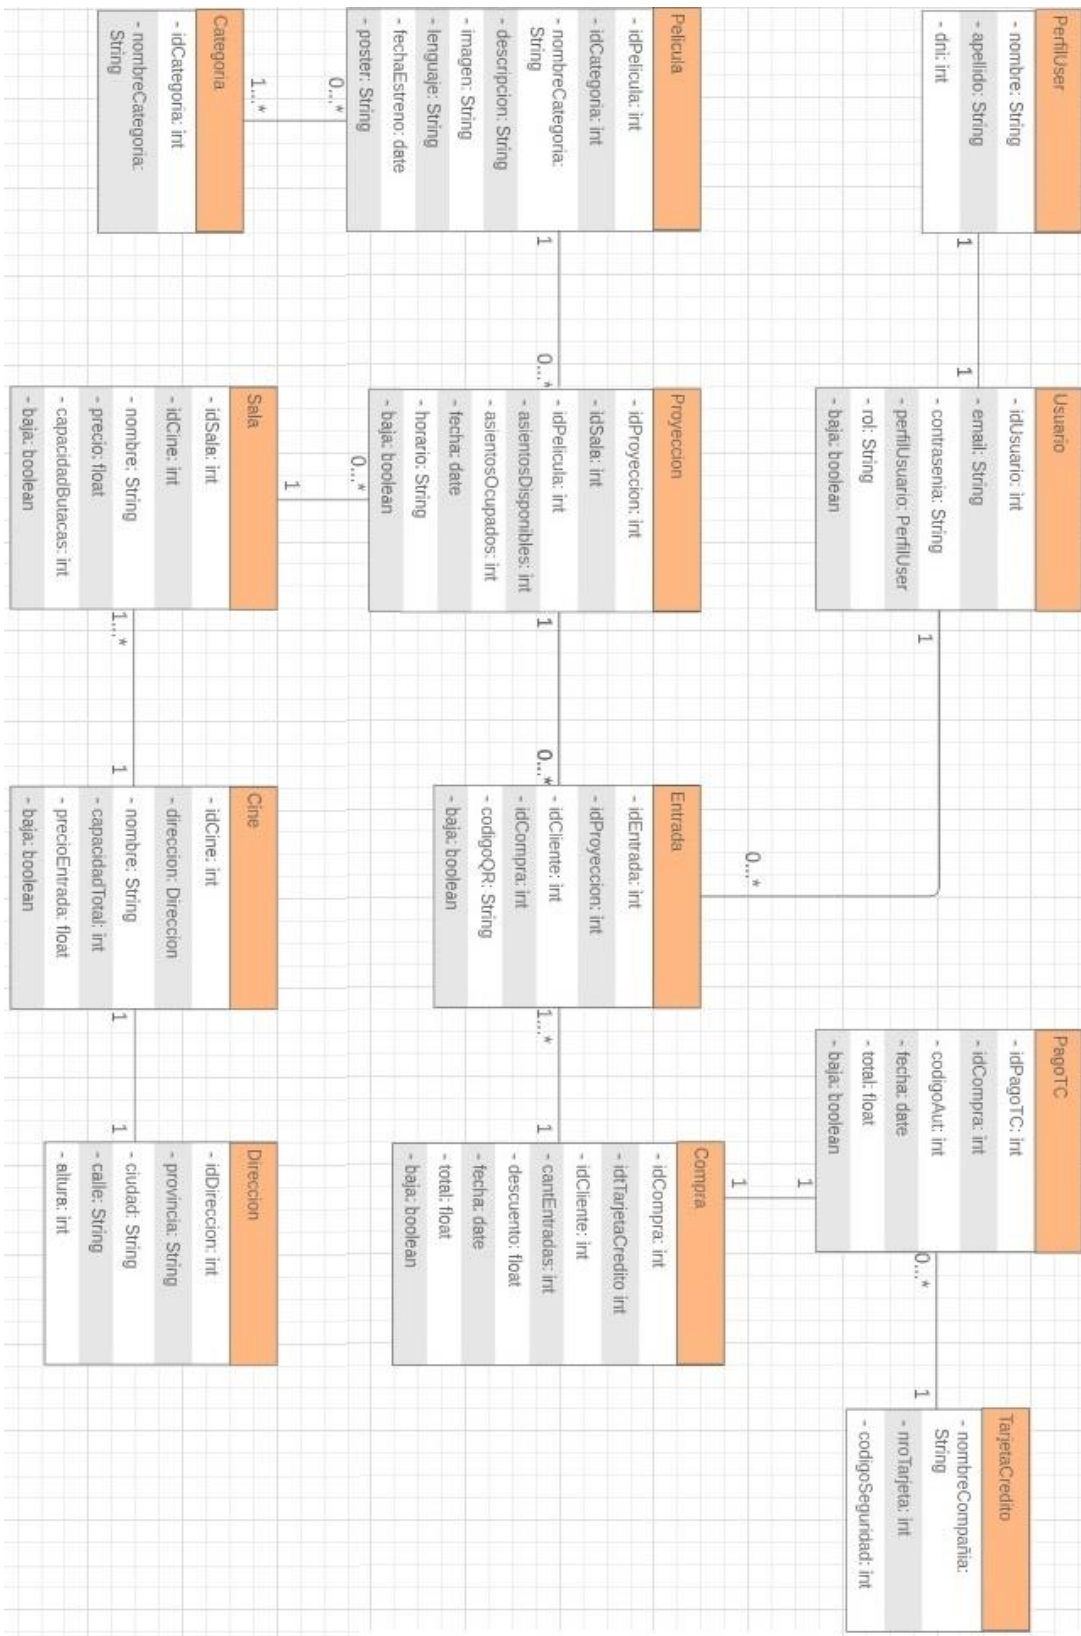 PerfilUser
- nombre: String
- apellido: String
- dni: int
1
1
Usuario
- idUsuario: int
- email: String
- contrasenia: String
- perfilUsuario: PerfilUser
- rol: String
- baja: boolean
1
0...*
PagoTC
- idPagoTC: int
- idCompra: int
- codigoAut: int
- fecha: date
- total: float
- baja: boolean
0...*
1
1
1
TarjetaCredito
- nombreCompañia:
String
- nroTarjeta: int
- codigoSeguridad: int
Pelicula
- idPelicula: int
- idCategoria: int
- nombreCategoria:
String
- descripcion: String
- imagen: String
- lenguaje: String
- fechaEstreno: date
- poster: String
1
0...*
0...*
1...*
Proyeccion
- idProyeccion: int
- idSala: int
- idPelicula: int
- asientosDisponibles: int
- asientosOcupados: int
- fecha: date
- horario: String
- baja: boolean
1
0...*
0...*
1
Entrada
- idEntrada: int
- idProyeccion: int
- idCliente: int
- idCompra: int
- codigoQR: String
- baja: boolean
1...*
1
Compra
- idCompra: int
- idtTarjetaCredito int
- idCliente: int
- cantEntradas: int
- descuento: float
- fecha: date
- total: float
- baja: boolean
Categoria
- idCategoria: int
- nombreCategoria:
String
Sala
- idSala: int
- idCine: int
- nombre: String
- precio: float
- capacidadButacas: int
- baja: boolean
1...*
1
Cine
- idCine: int
- direccion: Direccion
- nombre: String
- capacidadTotal: int
- precioEntrada: float
- baja: boolean
1
1
Direccion
- idDireccion: int
- provincia: String
- ciudad: String
- calle: String
- altura: int